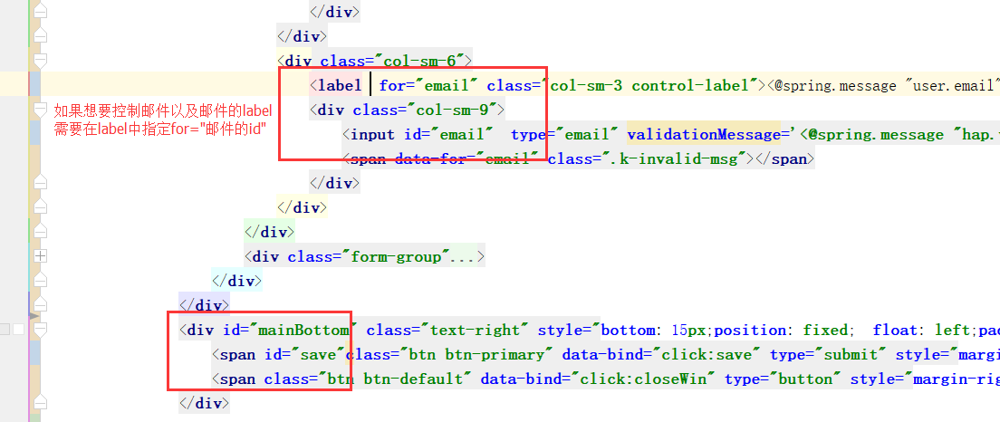 </div>
</div>
<div class="col-sm-6">
<label for="email" class="col-sm-3 control-label"><@spring.message "user.email"
如果想要控制邮件以及邮件的label
<div class="col-sm-9">
需要在label中指定for="邮件的id"
<input id="email" type="email" validationMessage='<@spring.message "hap.
<span data-for="email" class=".k-invalid-msg"></span>
</div>
</div>
</div>
<div class="form-group"...>
</div>
</div>
<div id="mainBottom" class="text-right" style="bottom: 15px;position: fixed; float: left;pad
<span id="save"class="btn btn-primary" data-bind="click:save" type="submit" style="margin
<span class="btn btn-default" data-bind="click:closeWin" type="button" style="margin-rig
</div>